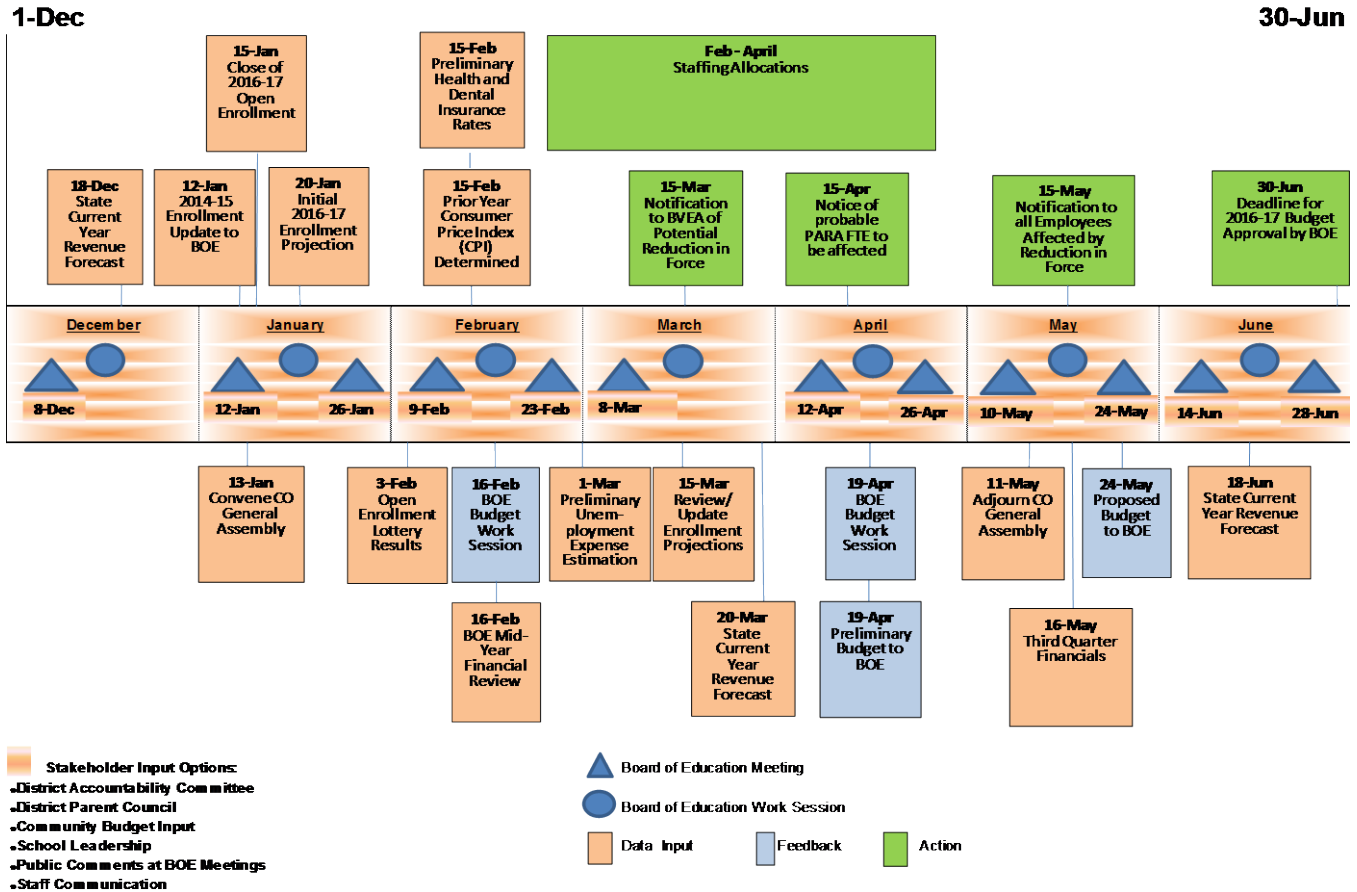 1-Dec
30-Jun
15-Jan
Close of
2016-17
Open
Enrollment
15-Feb
Preliminary
Health and
Dental
Insurance
Rates
Feb - April
Staffing Allocations
18-Dec
State
Current
Year
Revenue
Forecast
12-Jan
2014-15
Enrollment
Update to
BOE
20-Jan
Initial
2016-17
Enrollment
Projection
15-Feb
Prior Year
Consumer
Price Index
(CPI)
Determined
15-Mar
Notification
to BVEA of
Potential
Reduction in
Force
15-Apr
Notice of
probable
PARA FTE to
be affected
15-May
Notification to
all Employees
Affected by
Reduction in
Force
30-Jun
Deadline for
2016-17 Budget
Approval by BOE
December
January
February
March
April
May
June
8-Dec
12-Jan
26-Jan
9-Feb
23-Feb
8-Mar
12-Apr
26-Apr
10-May
24-May
14-Jun
28-Jun
13-Jan
Convene CO
General
Assembly
3-Feb
Open
Enrollment
Lottery
Results
16-Feb
BOE
Budget
Work
Session
1-Mar
Preliminary
Unem-
ployment
Expense
Estimation
15-Mar
Review/
Update
Enrollment
Projections
19-Apr
BOE
Budget
Work
Session
11-May
Adjourn CO
General
Assembly
24-May
Proposed
Budget
to BOE
18-Jun
State Current
Year Revenue
Forecast
16-Feb
BOE Mid-
Year
Financial
Review
20-Mar
State
Current
Year
Revenue
Forecast
19-Apr
Preliminary
Budget to
BOE
16-May
Third Quarter
Financials
Stakeholder Input Options:
•District Accountability Committee
•District Parent Council
•Community Budget Input
•School Leadership
•Public Comments at BOE Meetings
•Staff Communication
Board of Education Meeting
Board of Education Work Session
Data Input
Feedback
Action